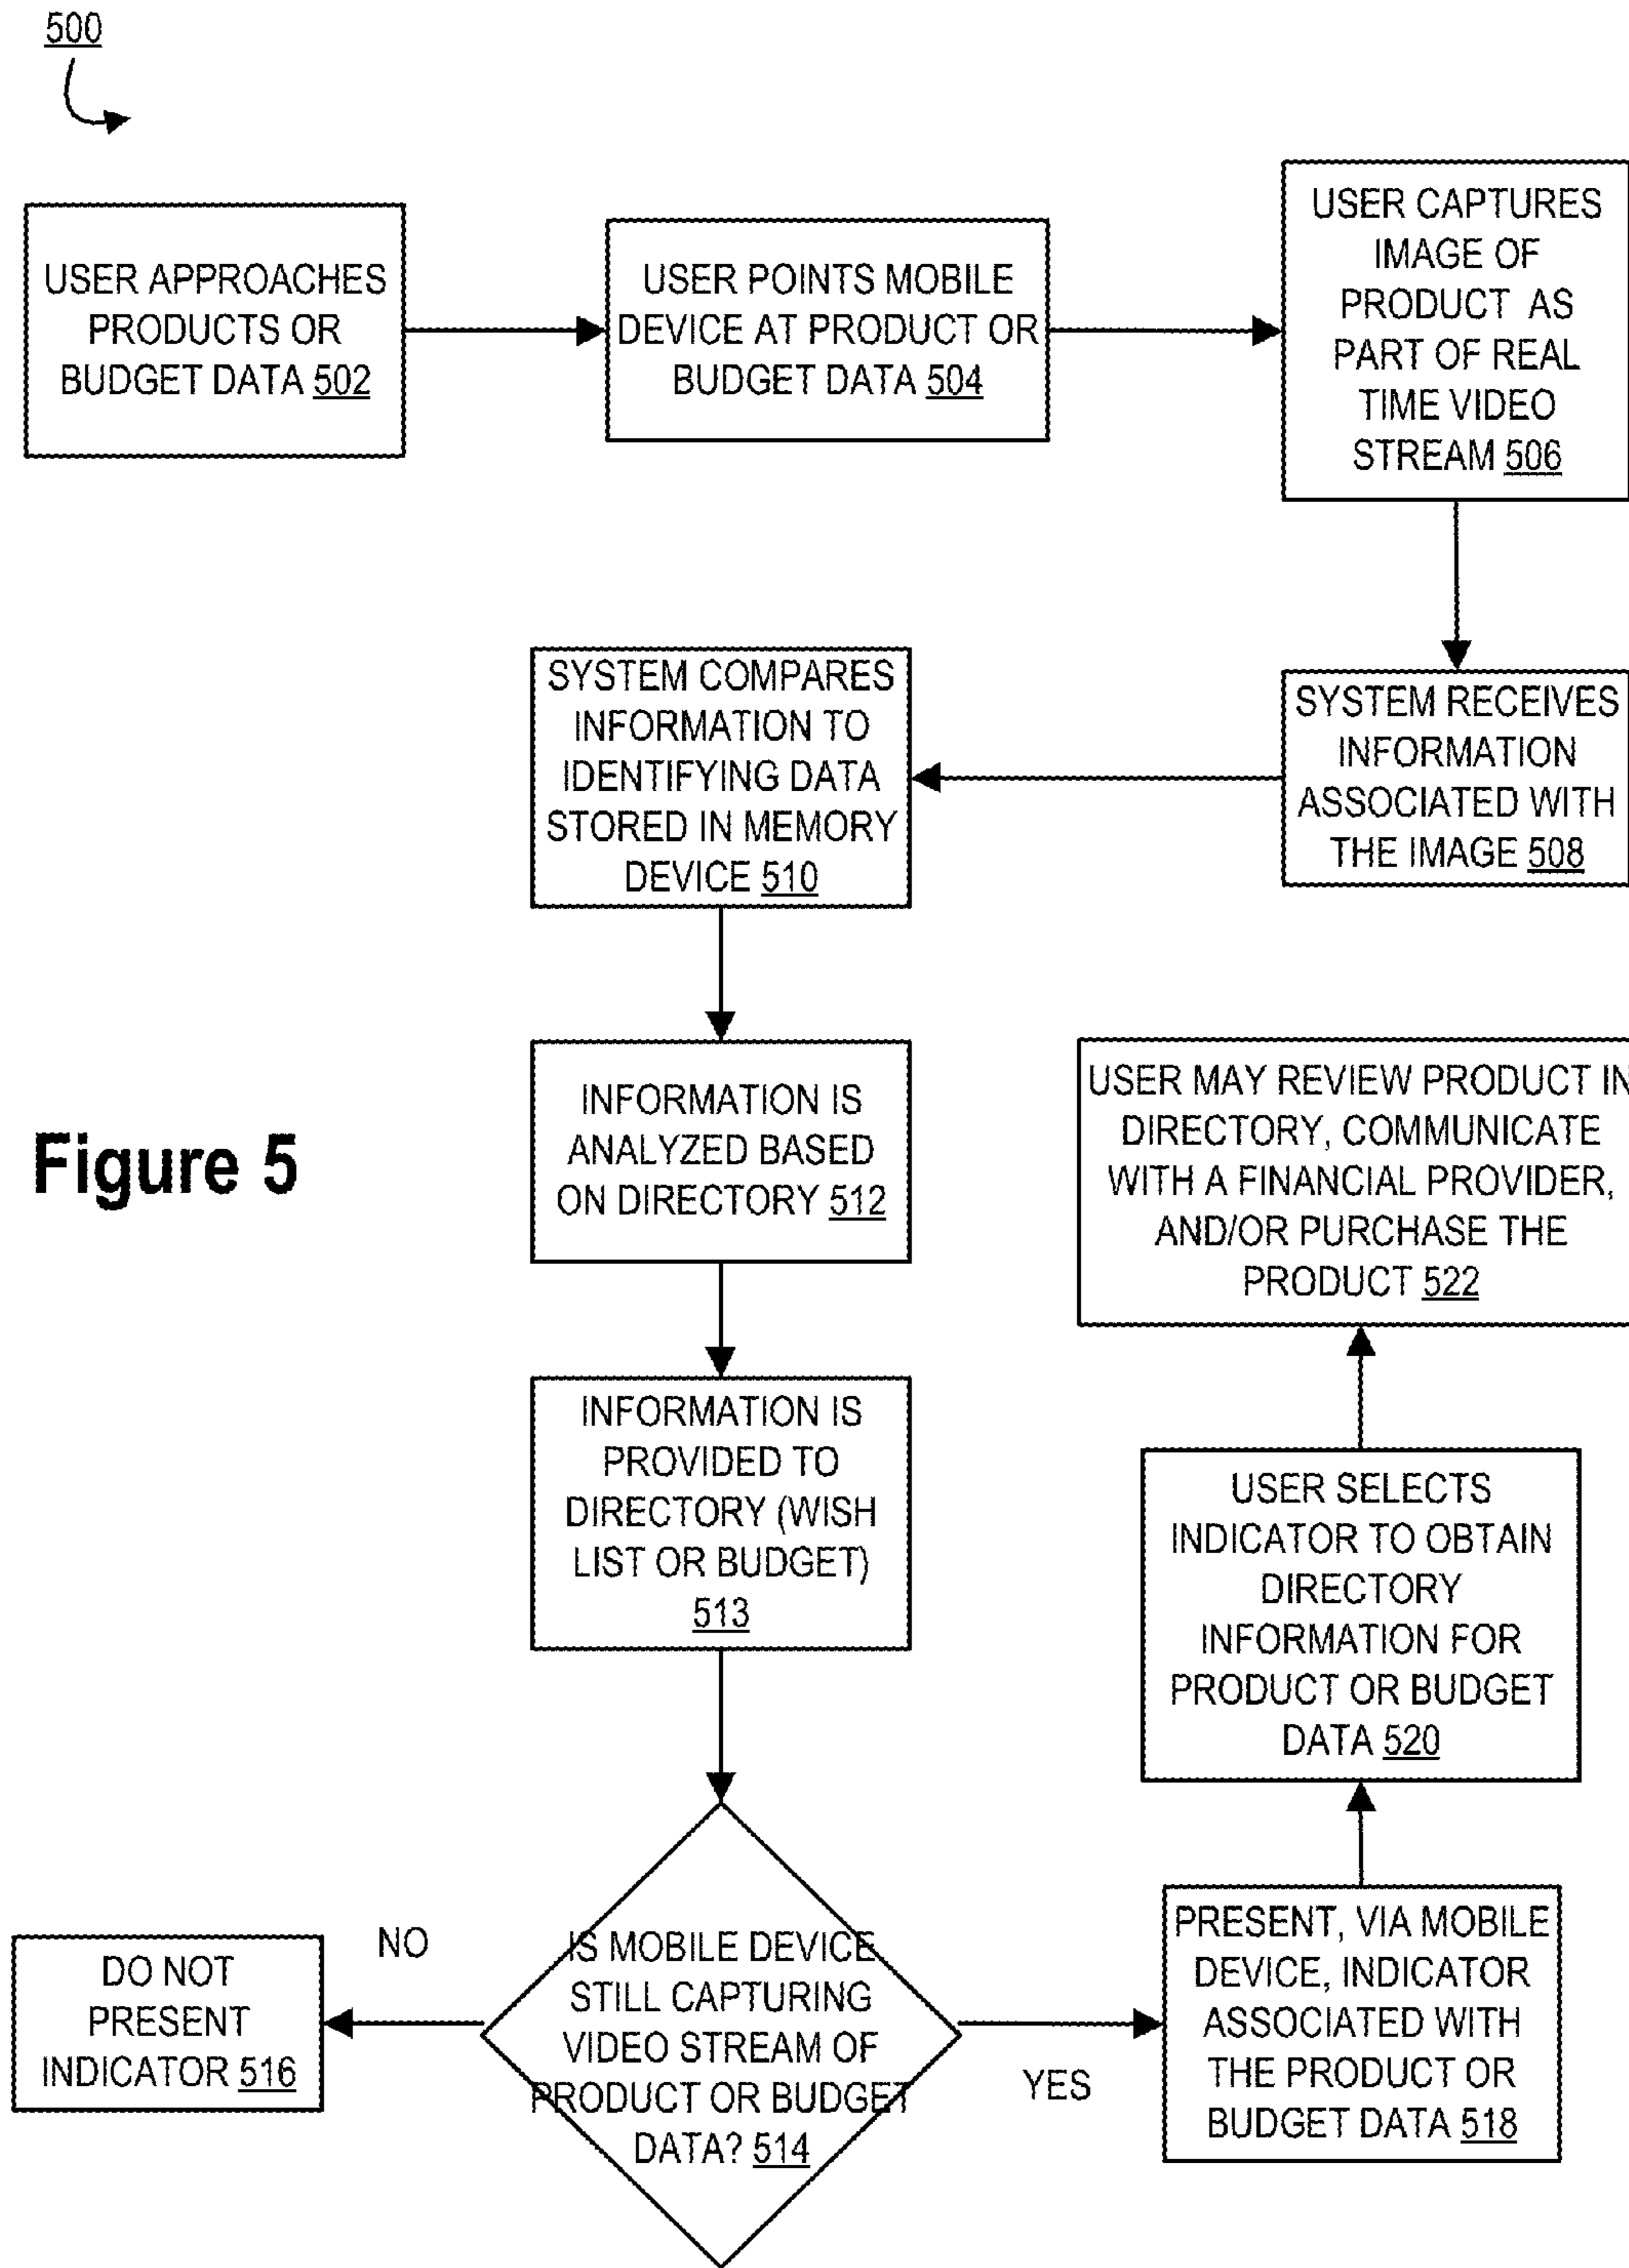 500
USER APPROACHES
PRODUCTS OR
BUDGET DATA 502
USER POINTS MOBILE
DEVICE AT PRODUCT OR
BUDGET DATA 504
USER CAPTURES
IMAGE OF
PRODUCT AS
PART OF REAL
TIME VIDEO
STREAM 506
SYSTEM RECEIVES
INFORMATION
ASSOCIATED WITH
THE IMAGE 508
SYSTEM COMPARES
INFORMATION TO
IDENTIFYING DATA
STORED IN MEMORY
DEVICE 510
INFORMATION IS
ANALYZED BASED
ON DIRECTORY 512
INFORMATION IS
PROVIDED TO
DIRECTORY (WISH
LIST OR BUDGET)
513
IS MOBILE DEVICE
STILL CAPTURING
VIDEO STREAM OF
PRODUCT OR BUDGET
DATA? 514
NO
DO NOT
PRESENT
INDICATOR 516
YES
PRESENT, VIA MOBILE
DEVICE, INDICATOR
ASSOCIATED WITH
THE PRODUCT OR
BUDGET DATA 518
USER SELECTS
INDICATOR TO OBTAIN
DIRECTORY
INFORMATION FOR
PRODUCT OR BUDGET
DATA 520
USER MAY REVIEW PRODUCT IN
DIRECTORY, COMMUNICATE
WITH A FINANCIAL PROVIDER,
AND/OR PURCHASE THE
PRODUCT 522
Figure 5